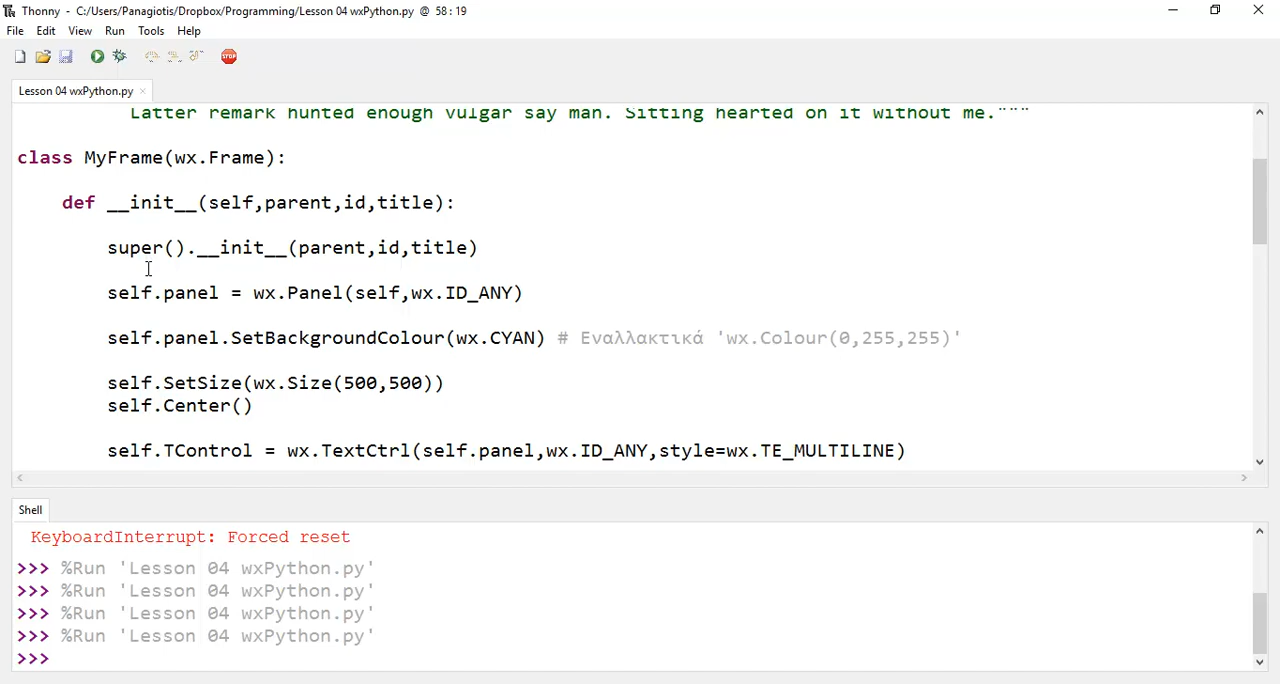 Thonny - C:/Users/Panagiotis/Dropbox/Programming/Lesson 04 wxPython.py @ 58 : 19
File Edit View Run Tools Help
STOP
Lesson 04 wxPython.py ×
Latter remark hunted enough vulgar say man. Sitting hearted on it without me."""
class MyFrame(wx.Frame):
def __init__(self,parent,id,title):
super().__init__(parent,id,title)
self.panel = wx.Panel(self,wx.ID_ANY)
self.panel.SetBackgroundColour(wx.CYAN) # Εναλλακτικά 'wx.Colour(0,255,255)'
self.SetSize(wx.Size(500,500))
self.Center()
self.TControl = wx.TextCtrl(self.panel,wx.ID_ANY,style=wx.TE_MULTILINE)
Shell
KeyboardInterrupt: Forced reset
>>> %Run 'Lesson 04 wxPython.py'
>>> %Run 'Lesson 04 wxPython.py'
>>> %Run 'Lesson 04 wxPython.py'
>>> %Run 'Lesson 04 wxPython.py'
>>>